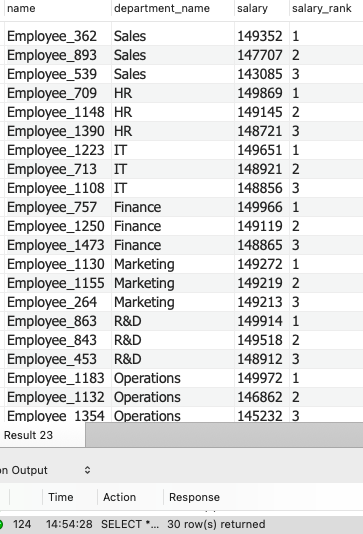 name department_name salary salary_rank
Employee_362 Sales 149352 1
Employee_893 Sales 147707 2
Employee_539 Sales 143085 3
Employee_709 HR 149869 1
Employee_1148 HR 149145 2
Employee_1390 HR 148721 3
Employee_1223 IT 149651 1
Employee_713 IT 148921 2
Employee_1108 IT 148856 3
Employee_757 Finance 149966 1
Employee_1250 Finance 149119 2
Employee_1473 Finance 148865 3
Employee_1130 Marketing 149272 1
Employee_1155 Marketing 149219 2
Employee_264 Marketing 149213 3
Employee_863 R&D 149914 1
Employee_843 R&D 149518 2
Employee_453 R&D 148912 3
Employee_1183 Operations 149972 1
Employee_1132 Operations 146862 2
Employee_1354 Operations 145232 3
Result 23
on Output
Time Action Response
124 14:54:28 SELECT *... 30 row(s) returned